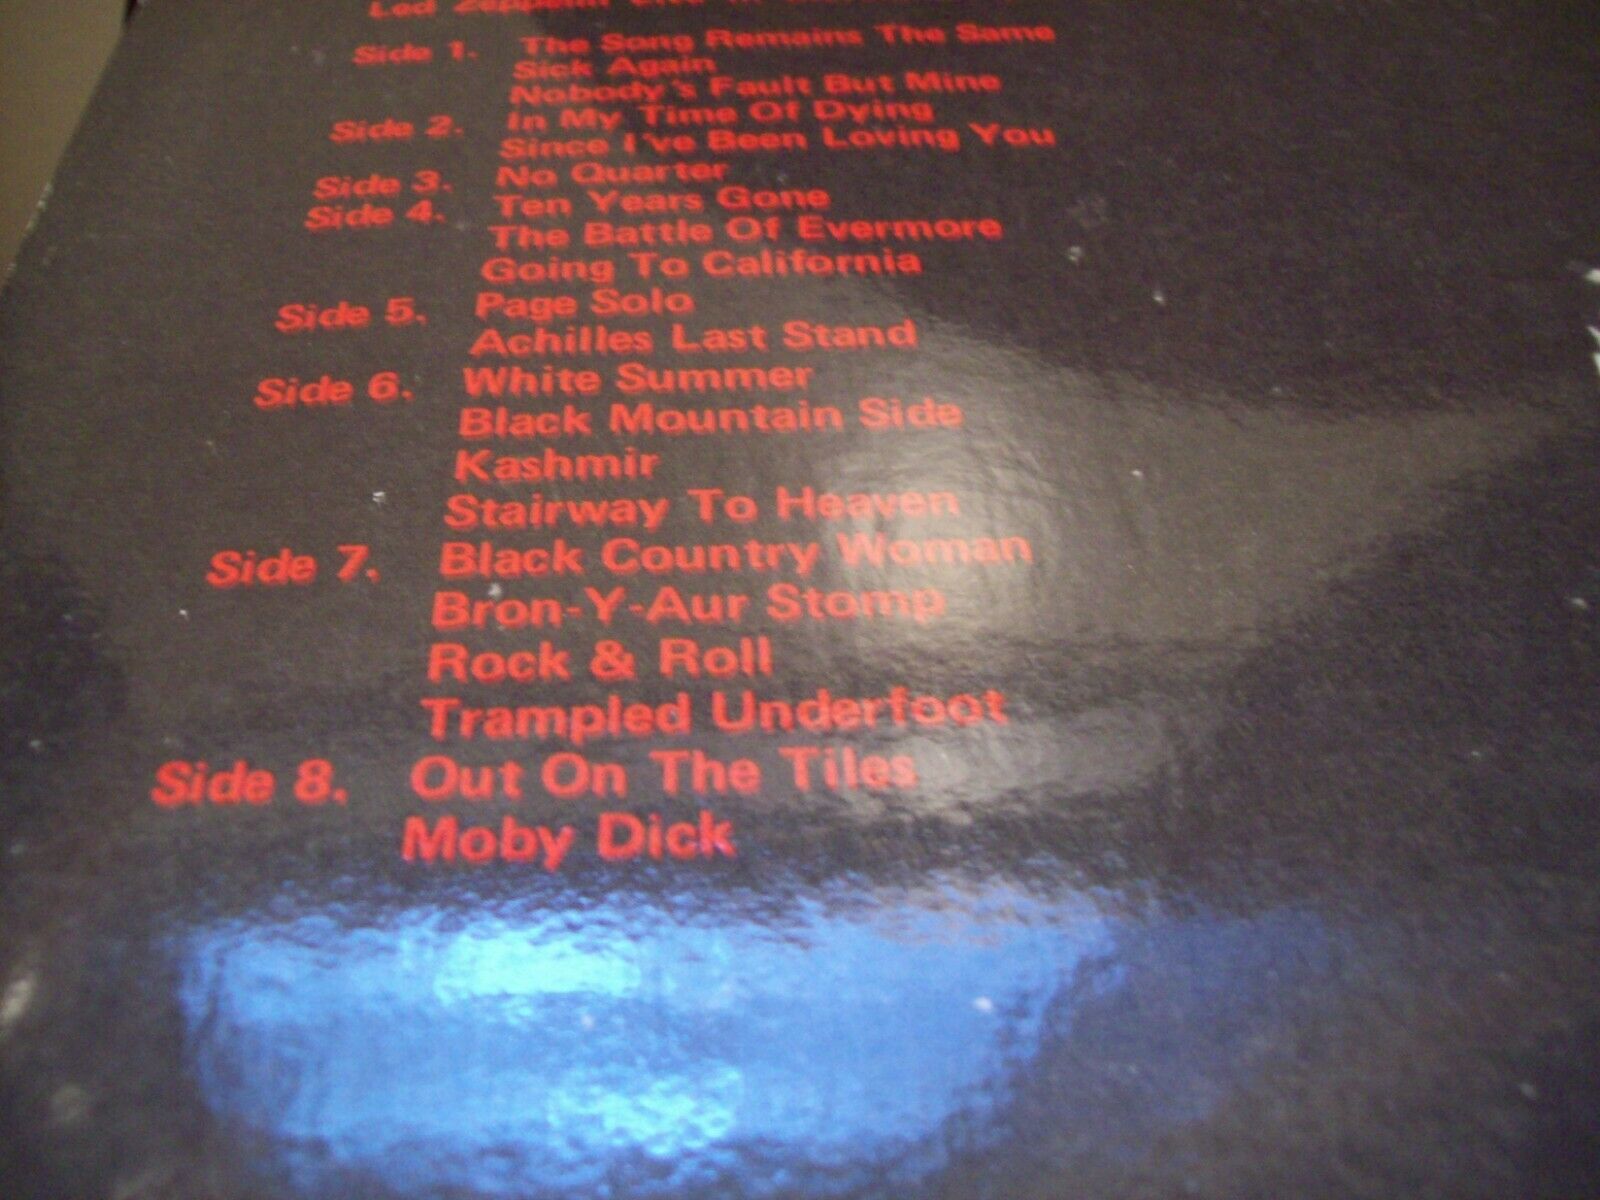 Led Zeppelin Live In
Side 1. The Song Remains The Same
Sick Again
Nobody's Fault But Mine
Side 2. In My Time Of Dying
Since I've Been Loving You
Side 3. No Quarter
Side 4. Ten Years Gone
The Battle Of Evermore
Going To California
Side 5. Page Solo
Achilles Last Stand
Side 6. White Summer
Black Mountain Side
Kashmir
Stairway To Heaven
Side 7. Black Country Woman
Bron-Y-Aur Stomp
Rock & Roll
Trampled Underfoot
Side 8. Out On The Tiles
Moby Dick